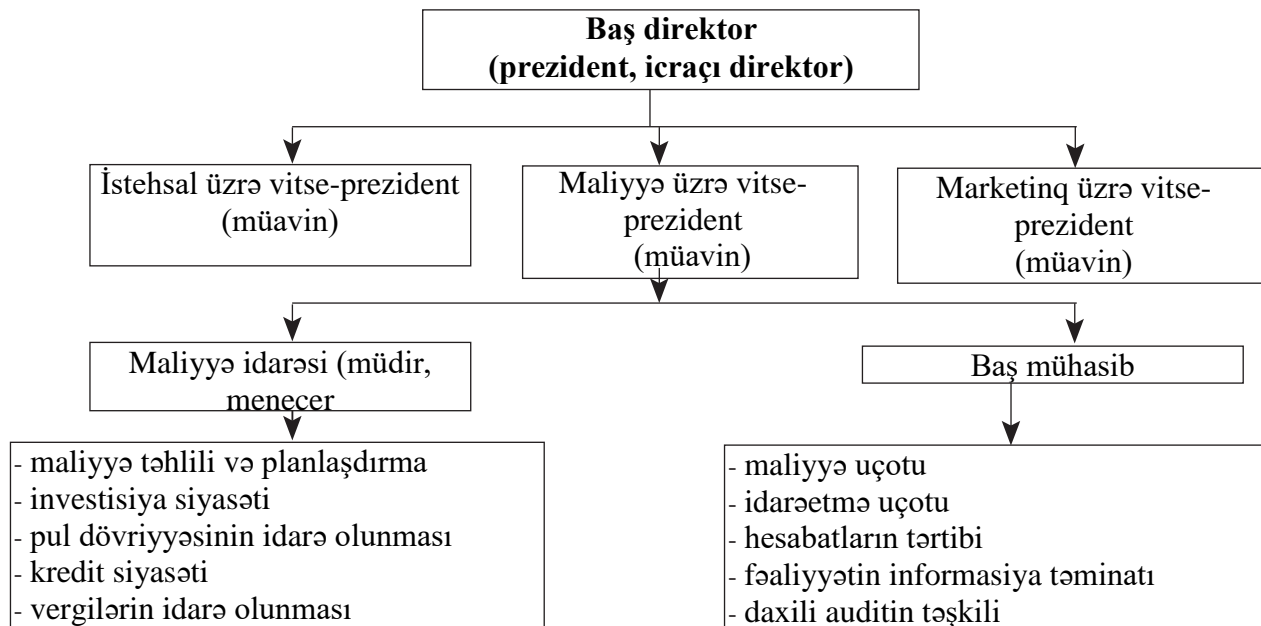 Baş direktor
(prezident, icraçı direktor)
İstehsal üzrə vitse-prezident
(müavin)
Maliyyə üzrə vitse-
prezident
(müavin)
Marketinq üzrə vitse-
prezident
(müavin)
Maliyyə idarəsi (müdir,
menecer
Baş mühasib
- maliyyə təhlili və planlaşdırma
- investisiya siyasəti
- pul dövriyyəsinin idarə olunması
- kredit siyasəti
- vergilərin idarə olunması
- maliyyə uçotu
- idarəetmə uçotu
- hesabatların tərtibi
- fəaliyyətin informasiya təminatı
- daxili auditin təşkili